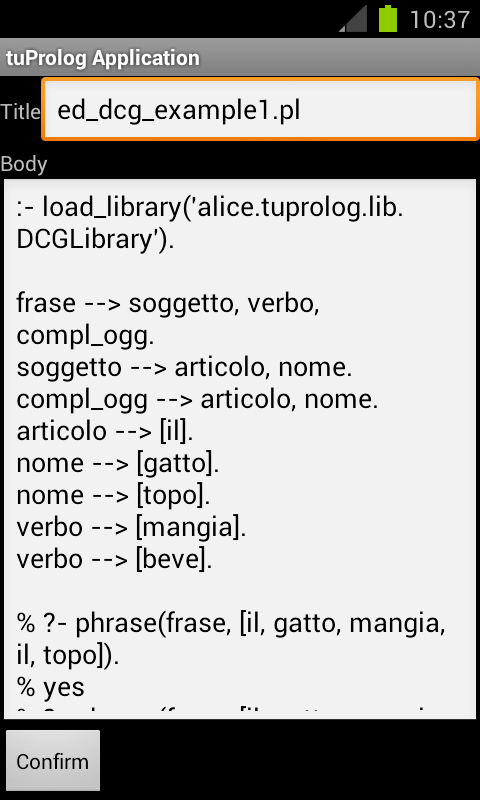 10:37
tuProlog Application
Title
ed_dcg_example1.pl
Body
:- load_library('alice.tuprolog.lib.
DCGLibrary').
frase --> soggetto, verbo,
compl_ogg.
soggetto --> articolo, nome.
compl_ogg --> articolo, nome.
articolo --> [il].
nome --> [gatto].
nome --> [topo].
verbo --> [mangia].
verbo --> [beve].
% ?- phrase(frase, [il, gatto, mangia,
il, topo]).
% yes
Confirm